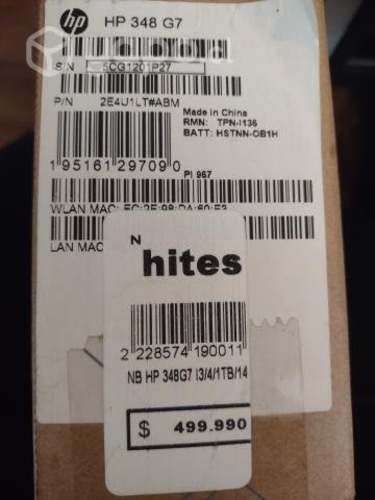 hp HP 348 G7
S/N 5CG1201P27
P/N 2E4U1LT#ABM
Made in China
RMN: TPN-I136
BATT: HSTNN-OB1H
1 95161 29709 0
PI 967
WLAN MAC:
LAN MAC
N
hites
2 228574 190011
NB HP 348G7 I3/4/1TB/14
$ 499.990